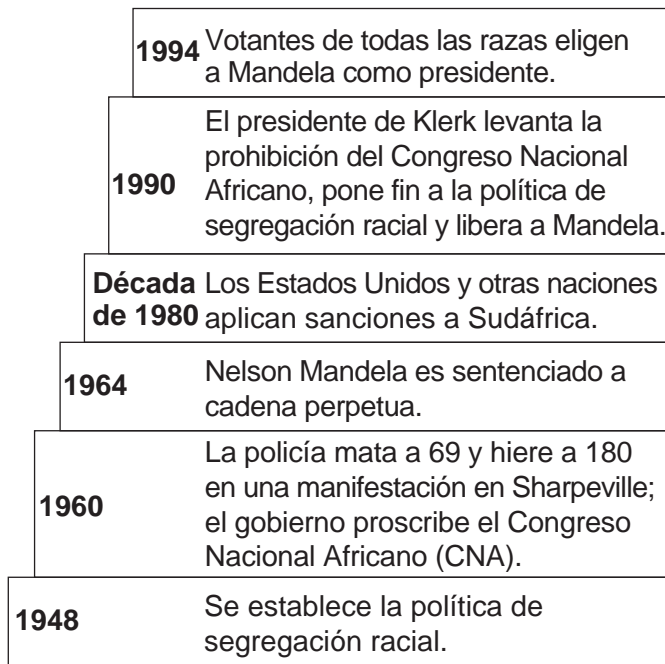 1994 Votantes de todas las razas eligen
a Mandela como presidente.
El presidente de Klerk levanta la
prohibición del Congreso Nacional
1990 Africano, pone fin a la política de
segregación racial y libera a Mandela.
Década Los Estados Unidos y otras naciones
de 1980 aplican sanciones a Sudáfrica.
1964 Nelson Mandela es sentenciado a
cadena perpetua.
La policía mata a 69 y hiere a 180
en una manifestación en Sharpeville;
1960 el gobierno proscribe el Congreso
Nacional Africano (CNA).
1948 Se establece la política de
segregación racial.